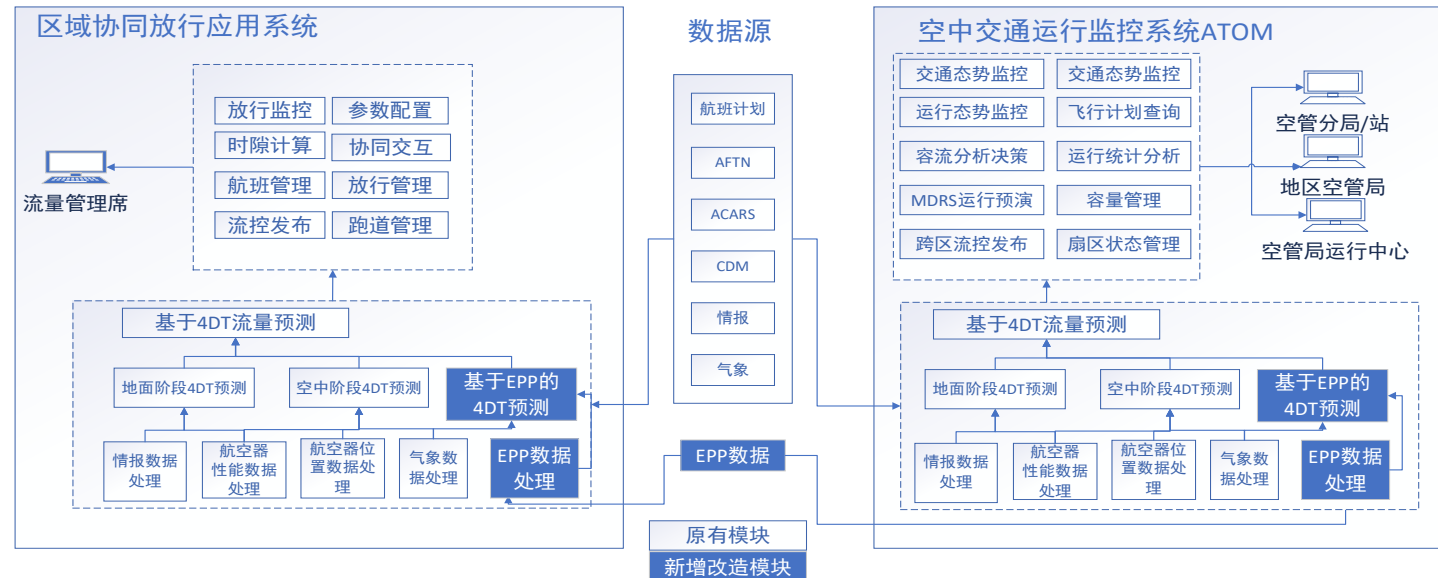 区域协同放行应用系统
放行监控
参数配置
时隙计算
协同交互
航班管理
放行管理
流控发布
跑道管理
流量管理席
基于4DT流量预测
地面阶段4DT预测
空中阶段4DT预测
基于EPP的
4DT预测
情报数据
处理
航空器
性能数据
处理
航空器位
置数据处
理
气象数
据处理
EPP数据
处理
数据源
航班计划
AFTN
ACARS
CDM
情报
气象
EPP数据
原有模块
新增改造模块
空中交通运行监控系统ATOM
交通态势监控
交通态势监控
运行态势监控
飞行计划查询
容流分析决策
运行统计分析
MDRS运行预演
容量管理
跨区流控发布
扇区状态管理
空管分局/站
地区空管局
空管局运行中心
基于4DT流量预测
地面阶段4DT预测
空中阶段4DT预测
基于EPP的
4DT预测
情报数据
处理
航空器
性能数据
处理
航空器位
置数据处
理
气象数
据处理
EPP数据
处理